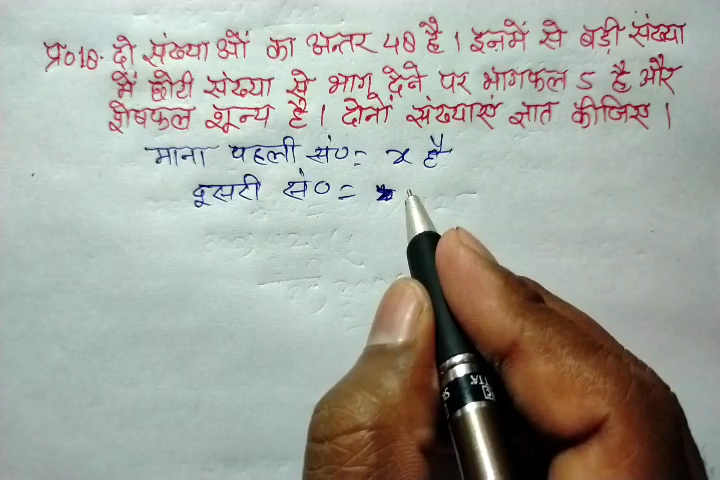 प्र०18. दो संख्याओं का अन्तर 48 है। इनमें से बड़ी संख्या
में छोटी संख्या से भाग देने पर भागफल 5 है और
शेषफल शून्य है। दोनों संख्याएं ज्ञात कीजिए।
माना पहली सं० = x है
दूसरी सं० =